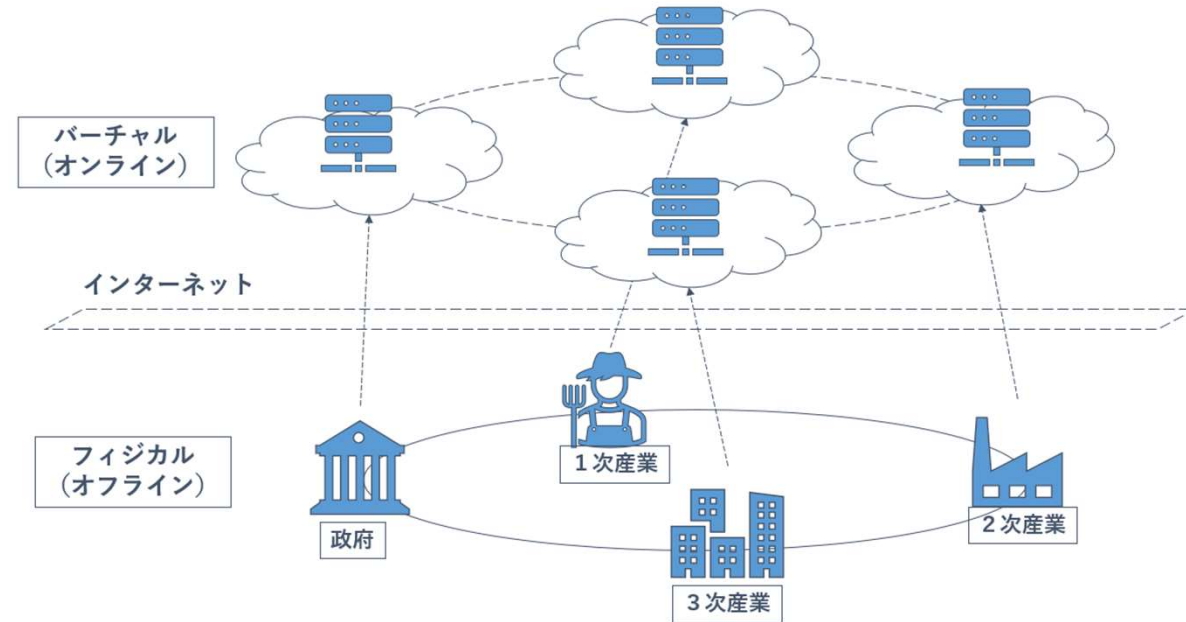 バーチャル
（オンライン）
インターネット
フィジカル
（オフライン）
１次産業
政府
２次産業
３次産業